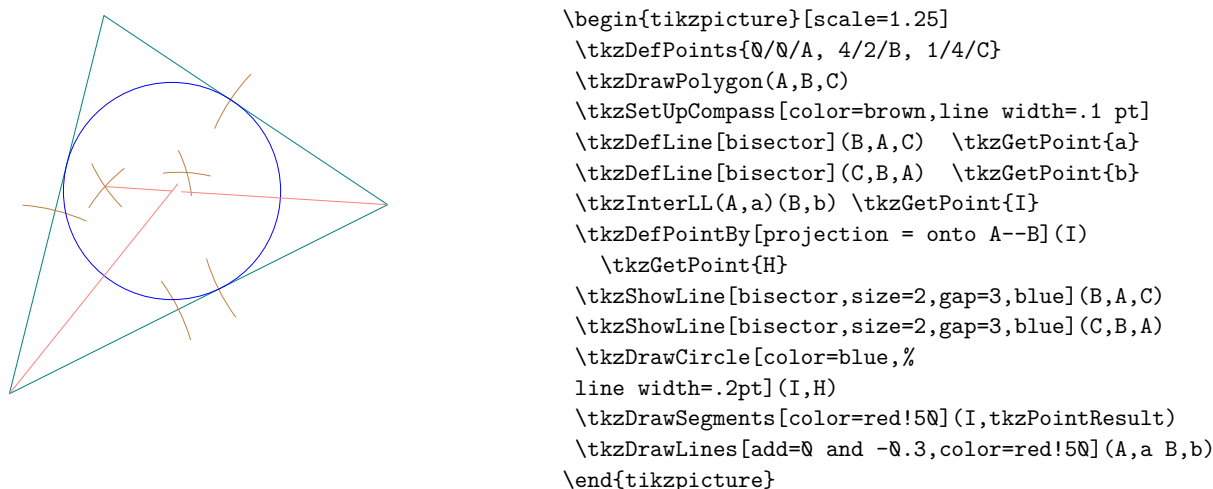 \begin{tikzpicture}[scale=1.25]
\tkzDefPoints{0/0/A, 4/2/B, 1/4/C}
\tkzDrawPolygon(A,B,C)
\tkzSetUpCompass[color=brown,line width=.1 pt]
\tkzDefLine[bisector](B,A,C)  \tkzGetPoint{a}
\tkzDefLine[bisector](C,B,A)  \tkzGetPoint{b}
\tkzInterLL(A,a)(B,b) \tkzGetPoint{I}
\tkzDefPointBy[projection = onto A--B](I)
\tkzGetPoint{H}
\tkzShowLine[bisector,size=2,gap=3,blue](B,A,C)
\tkzShowLine[bisector,size=2,gap=3,blue](C,B,A)
\tkzDrawCircle[color=blue,%
line width=.2pt](I,H)
\tkzDrawSegments[color=red!50](I,tkzPointResult)
\tkzDrawLines[add=0 and -0.3,color=red!50](A,a B,b)
\end{tikzpicture}